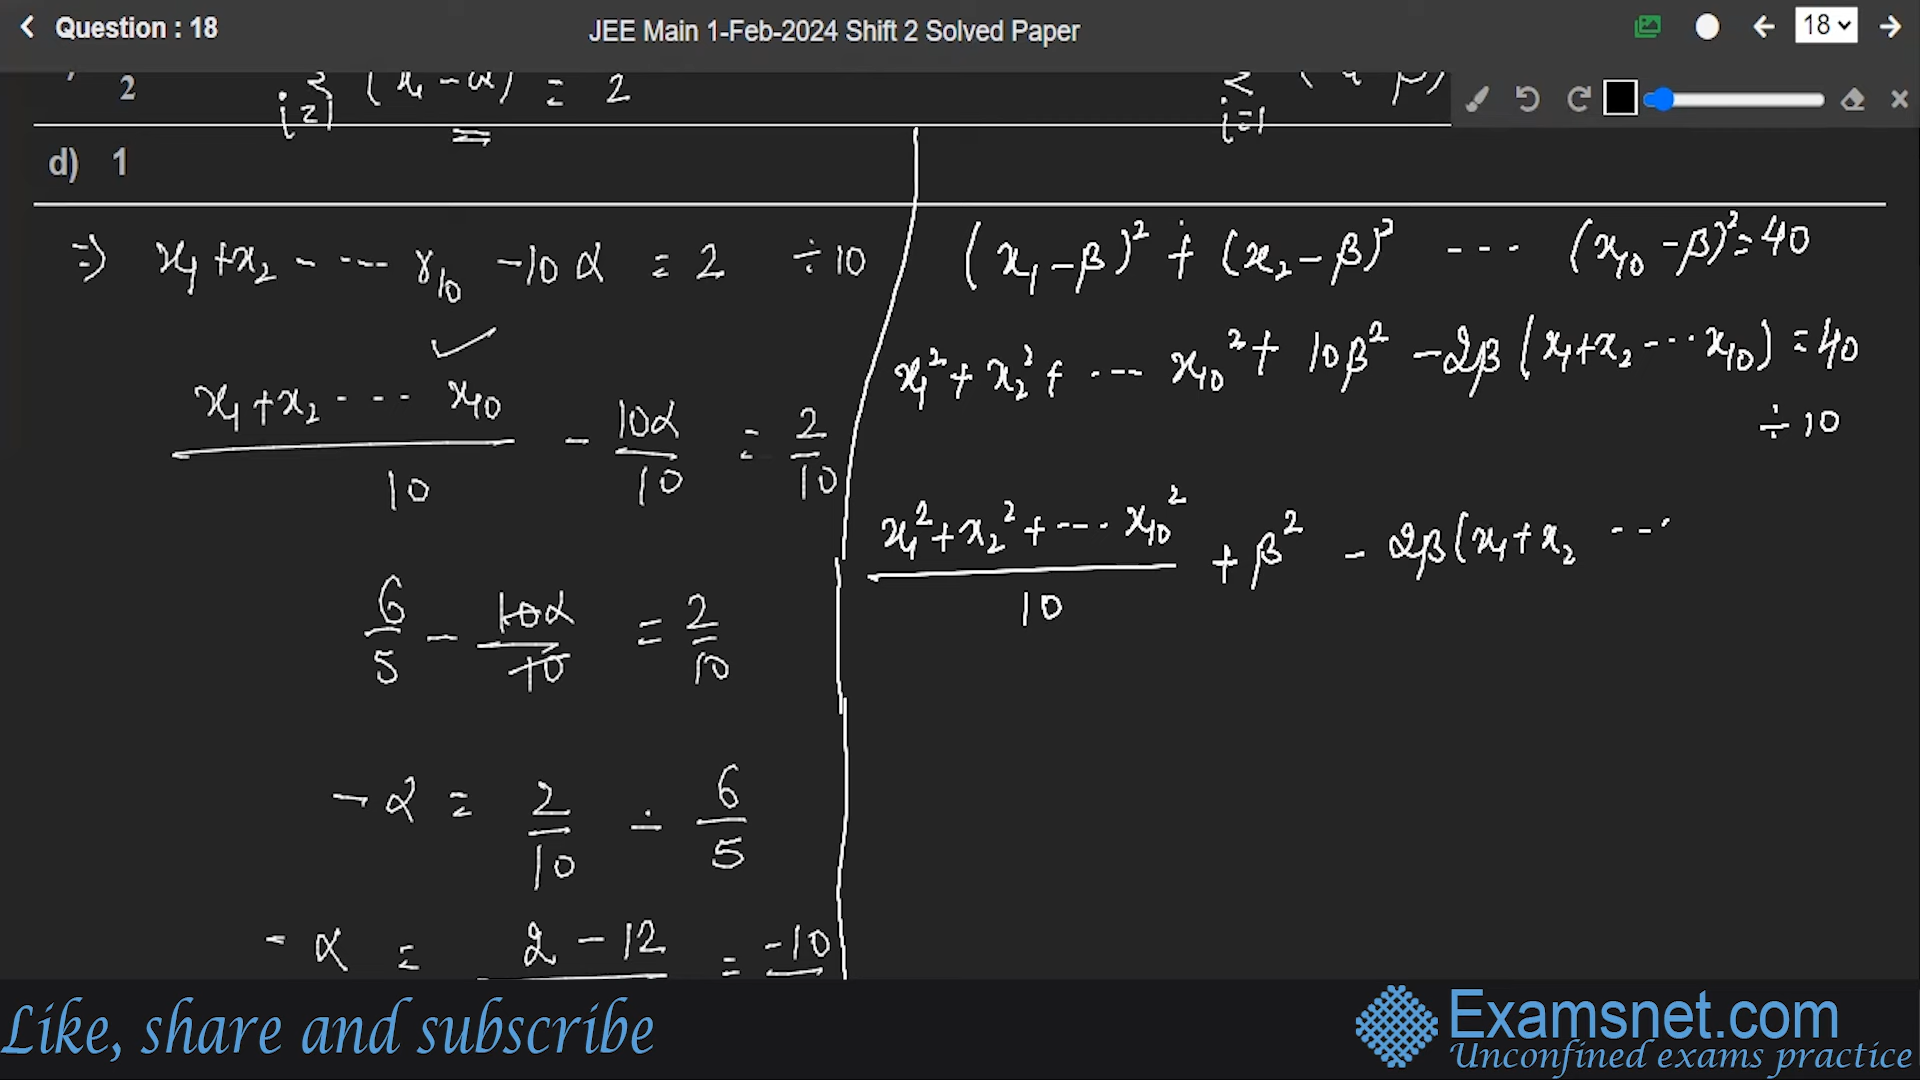 Question : 18
JEE Main 1-Feb-2024 Shift 2 Solved Paper
18
2
i=1 (xᵢ - α) = 2
i=1
β)
d) 1
=> x₁ + x₂ - ---- x₁₀ - 10α = 2 ÷10
x₁ + x₂ - - - - x₁₀ / 10 - 10α / 10 = 2 / 10
6/5 - 10α/10 = 2/10
- α = 2/10 ÷ 6/5
- α = 2 - 12 = -10
(x₁ - β)² + (x₂ - β)² --- (x₁₀ - β)² = 40
x₁² + x₂² + ---- x₁₀² + 10β² - 2β (x₁ + x₂ ---- x₁₀) = 40
÷ 10
x₁² + x₂² + ---- x₁₀² / 10 + β² - 2β (x₁ + x₂ ---
Like, share and subscribe
Examsnet.com
Unconfined exams practice